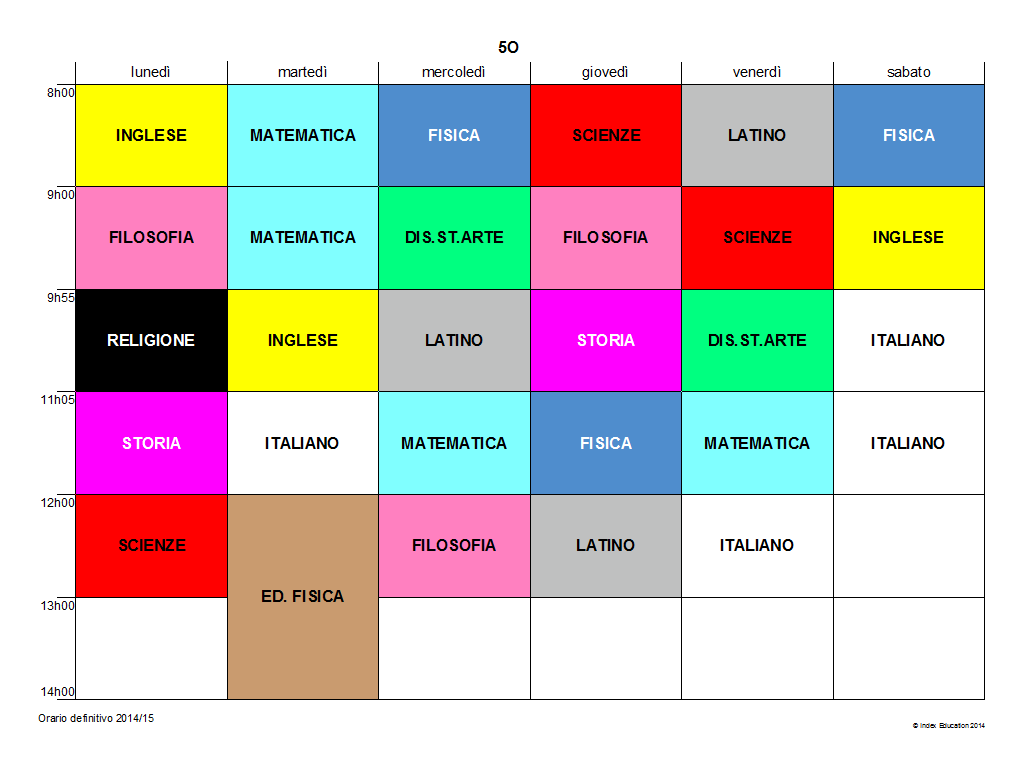 5O
lunedì martedì mercoledì giovedì venerdì sabato
8h00
INGLESE MATEMATICA FISICA SCIENZE LATINO FISICA
9h00
FILOSOFIA MATEMATICA DIS.ST.ARTE FILOSOFIA SCIENZE INGLESE
9h55
RELIGIONE INGLESE LATINO STORIA DIS.ST.ARTE ITALIANO
11h05
STORIA ITALIANO MATEMATICA FISICA MATEMATICA ITALIANO
12h00
SCIENZE FILOSOFIA LATINO ITALIANO
ED. FISICA
13h00
14h00
Orario definitivo 2014/15
© Index Education 2014